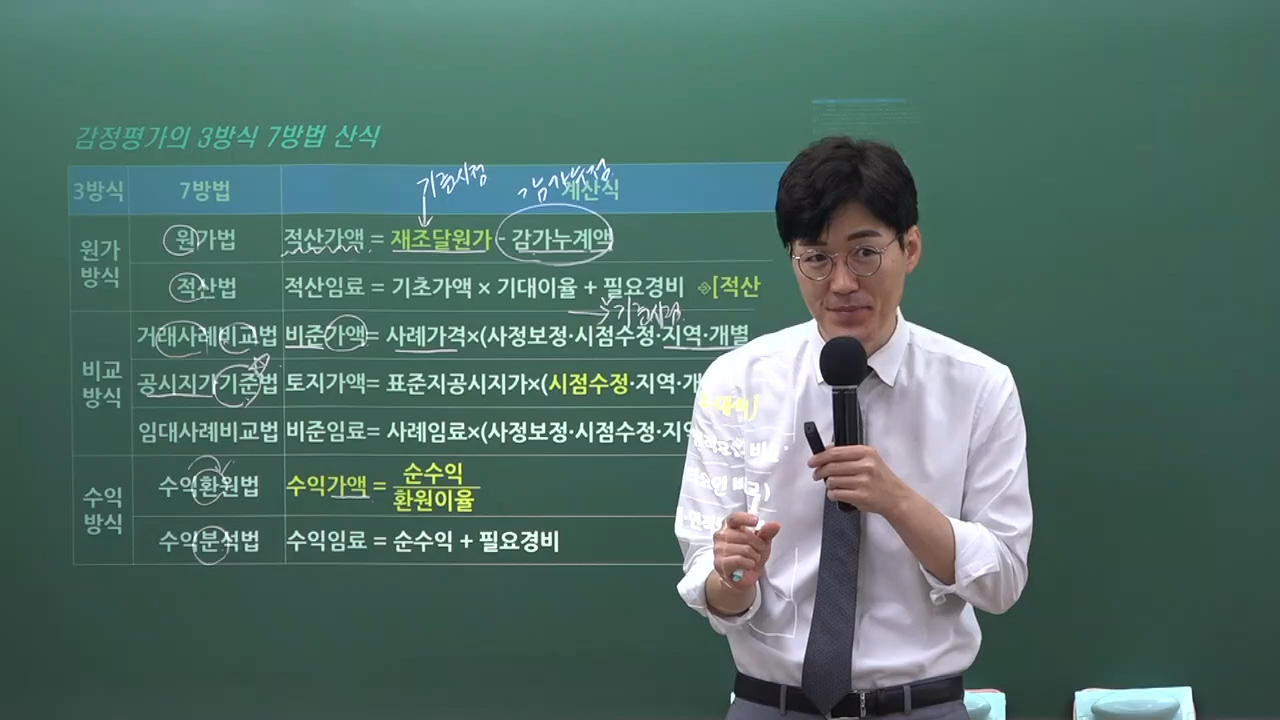 감정평가의 3방식 7방법 산식
3방식 7방법 계산식
기준시점
감가수정
원가방식
원가법 적산가액 = 재조달원가 - 감가누계액
적산법 적산임료 = 기초가액 × 기대이율 + 필요경비 [적산
기준시점
비교방식
거래사례비교법 비준가액= 사례가격×(사정보정·시점수정·지역·개별
공시지가기준법 토지가액= 표준지공시지가×(시점수정·지역·개
임대사례비교법 비준임료= 사례임료×(사정보정·시점수정·지역
수익방식
수익환원법 수익가액 = 순수익
환원이율
수익분석법 수익임료 = 순수익 + 필요경비